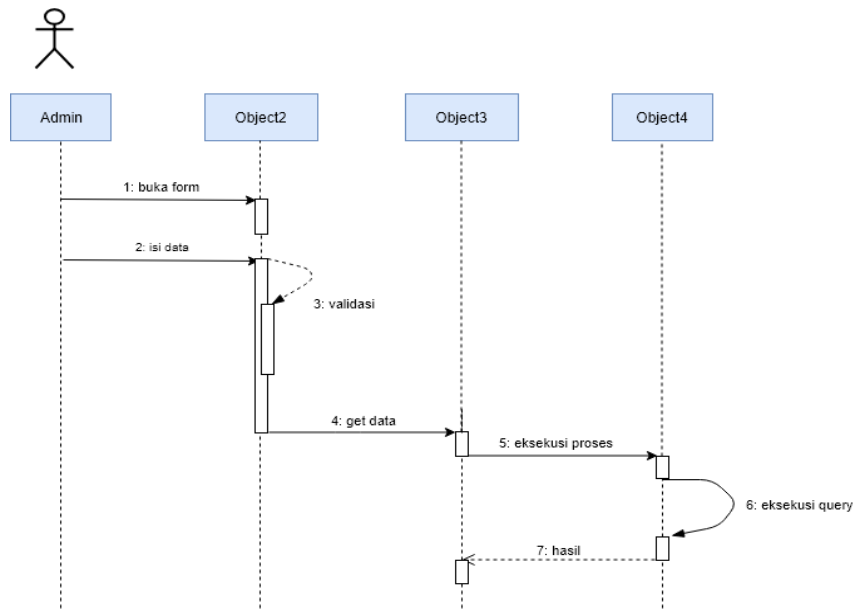 Admin
Object2
Object3
Object4
1: buka form
2: isi data
3: validasi
4: get data
5: eksekusi proses
6: eksekusi query
7: hasil